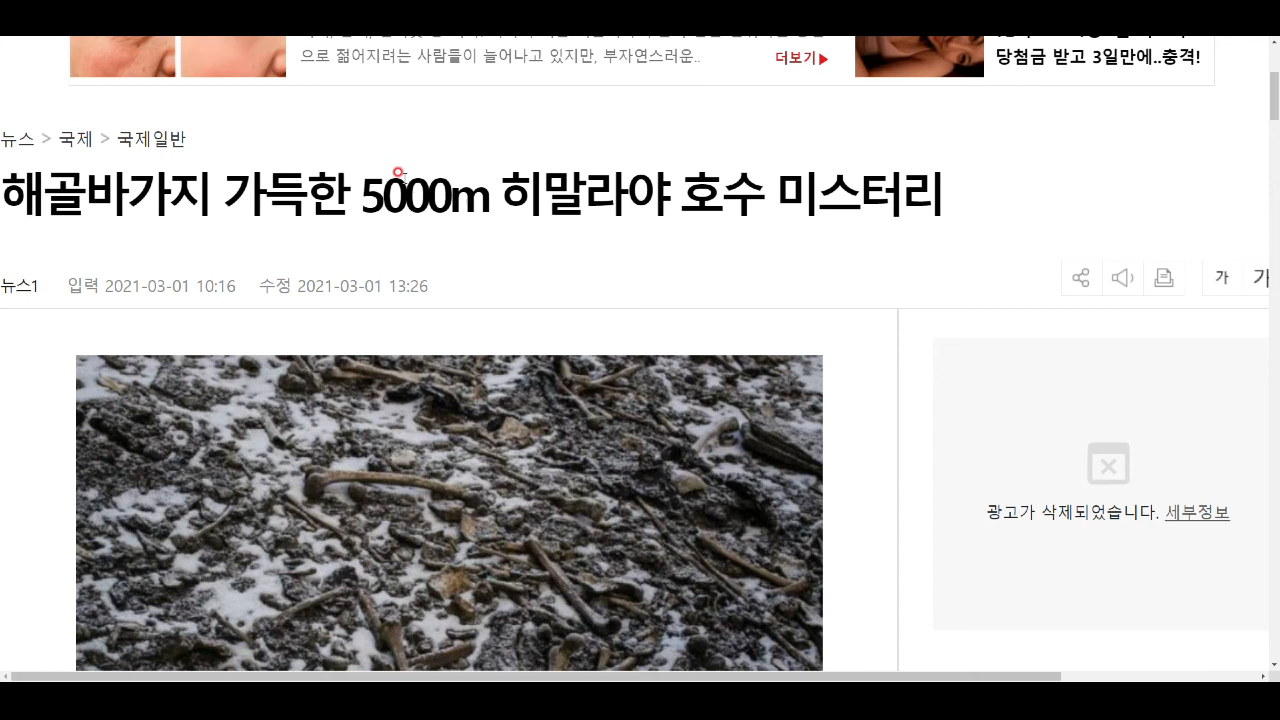 으로 젊어지려는 사람들이 늘어나고 있지만, 부자연스러운..
더보기▶
당첨금 받고 3일만에..충격!
뉴스 > 국제 > 국제일반
해골바가지 가득한 5000m 히말라야 호수 미스터리
뉴스1 입력 2021-03-01 10:16 수정 2021-03-01 13:26
가 가
광고가 삭제되었습니다. 세부정보